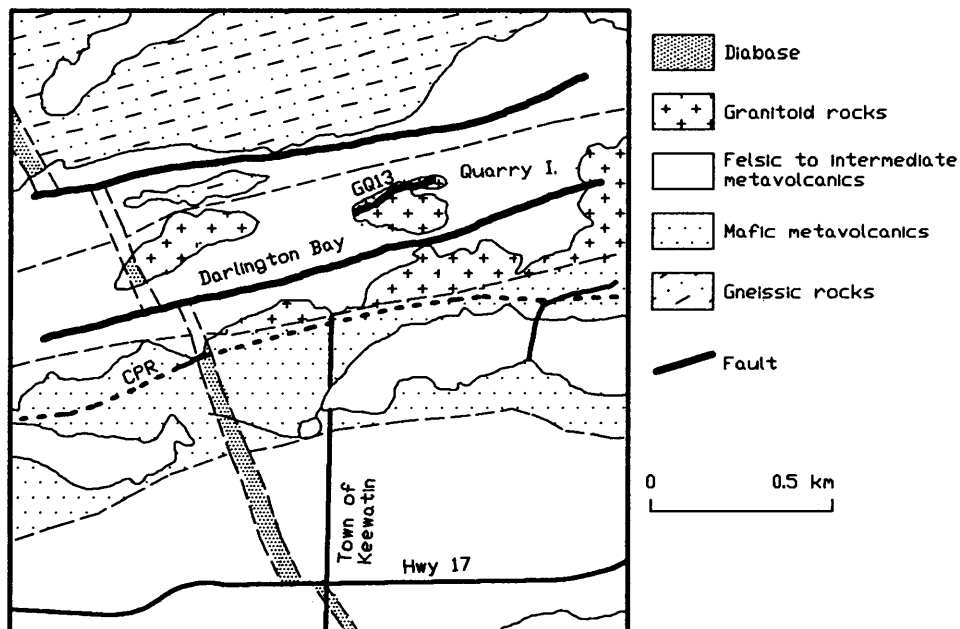 GQ13
Quarry I.
Darlington Bay
CPR
Town of
Keewatin
Hwy 17
Diabase
Granitoid rocks
Felsic to intermediate
metavolcanics
Mafic metavolcanics
Gneissic rocks
Fault
0 0.5 km